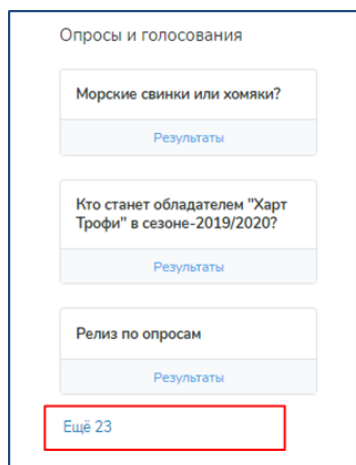 Опросы и голосования
Морские свинки или хомяки?
Результаты
Кто станет обладателем "Харт
Трофи" в сезоне-2019/2020?
Результаты
Релиз по опросам
Результаты
Ещё 23